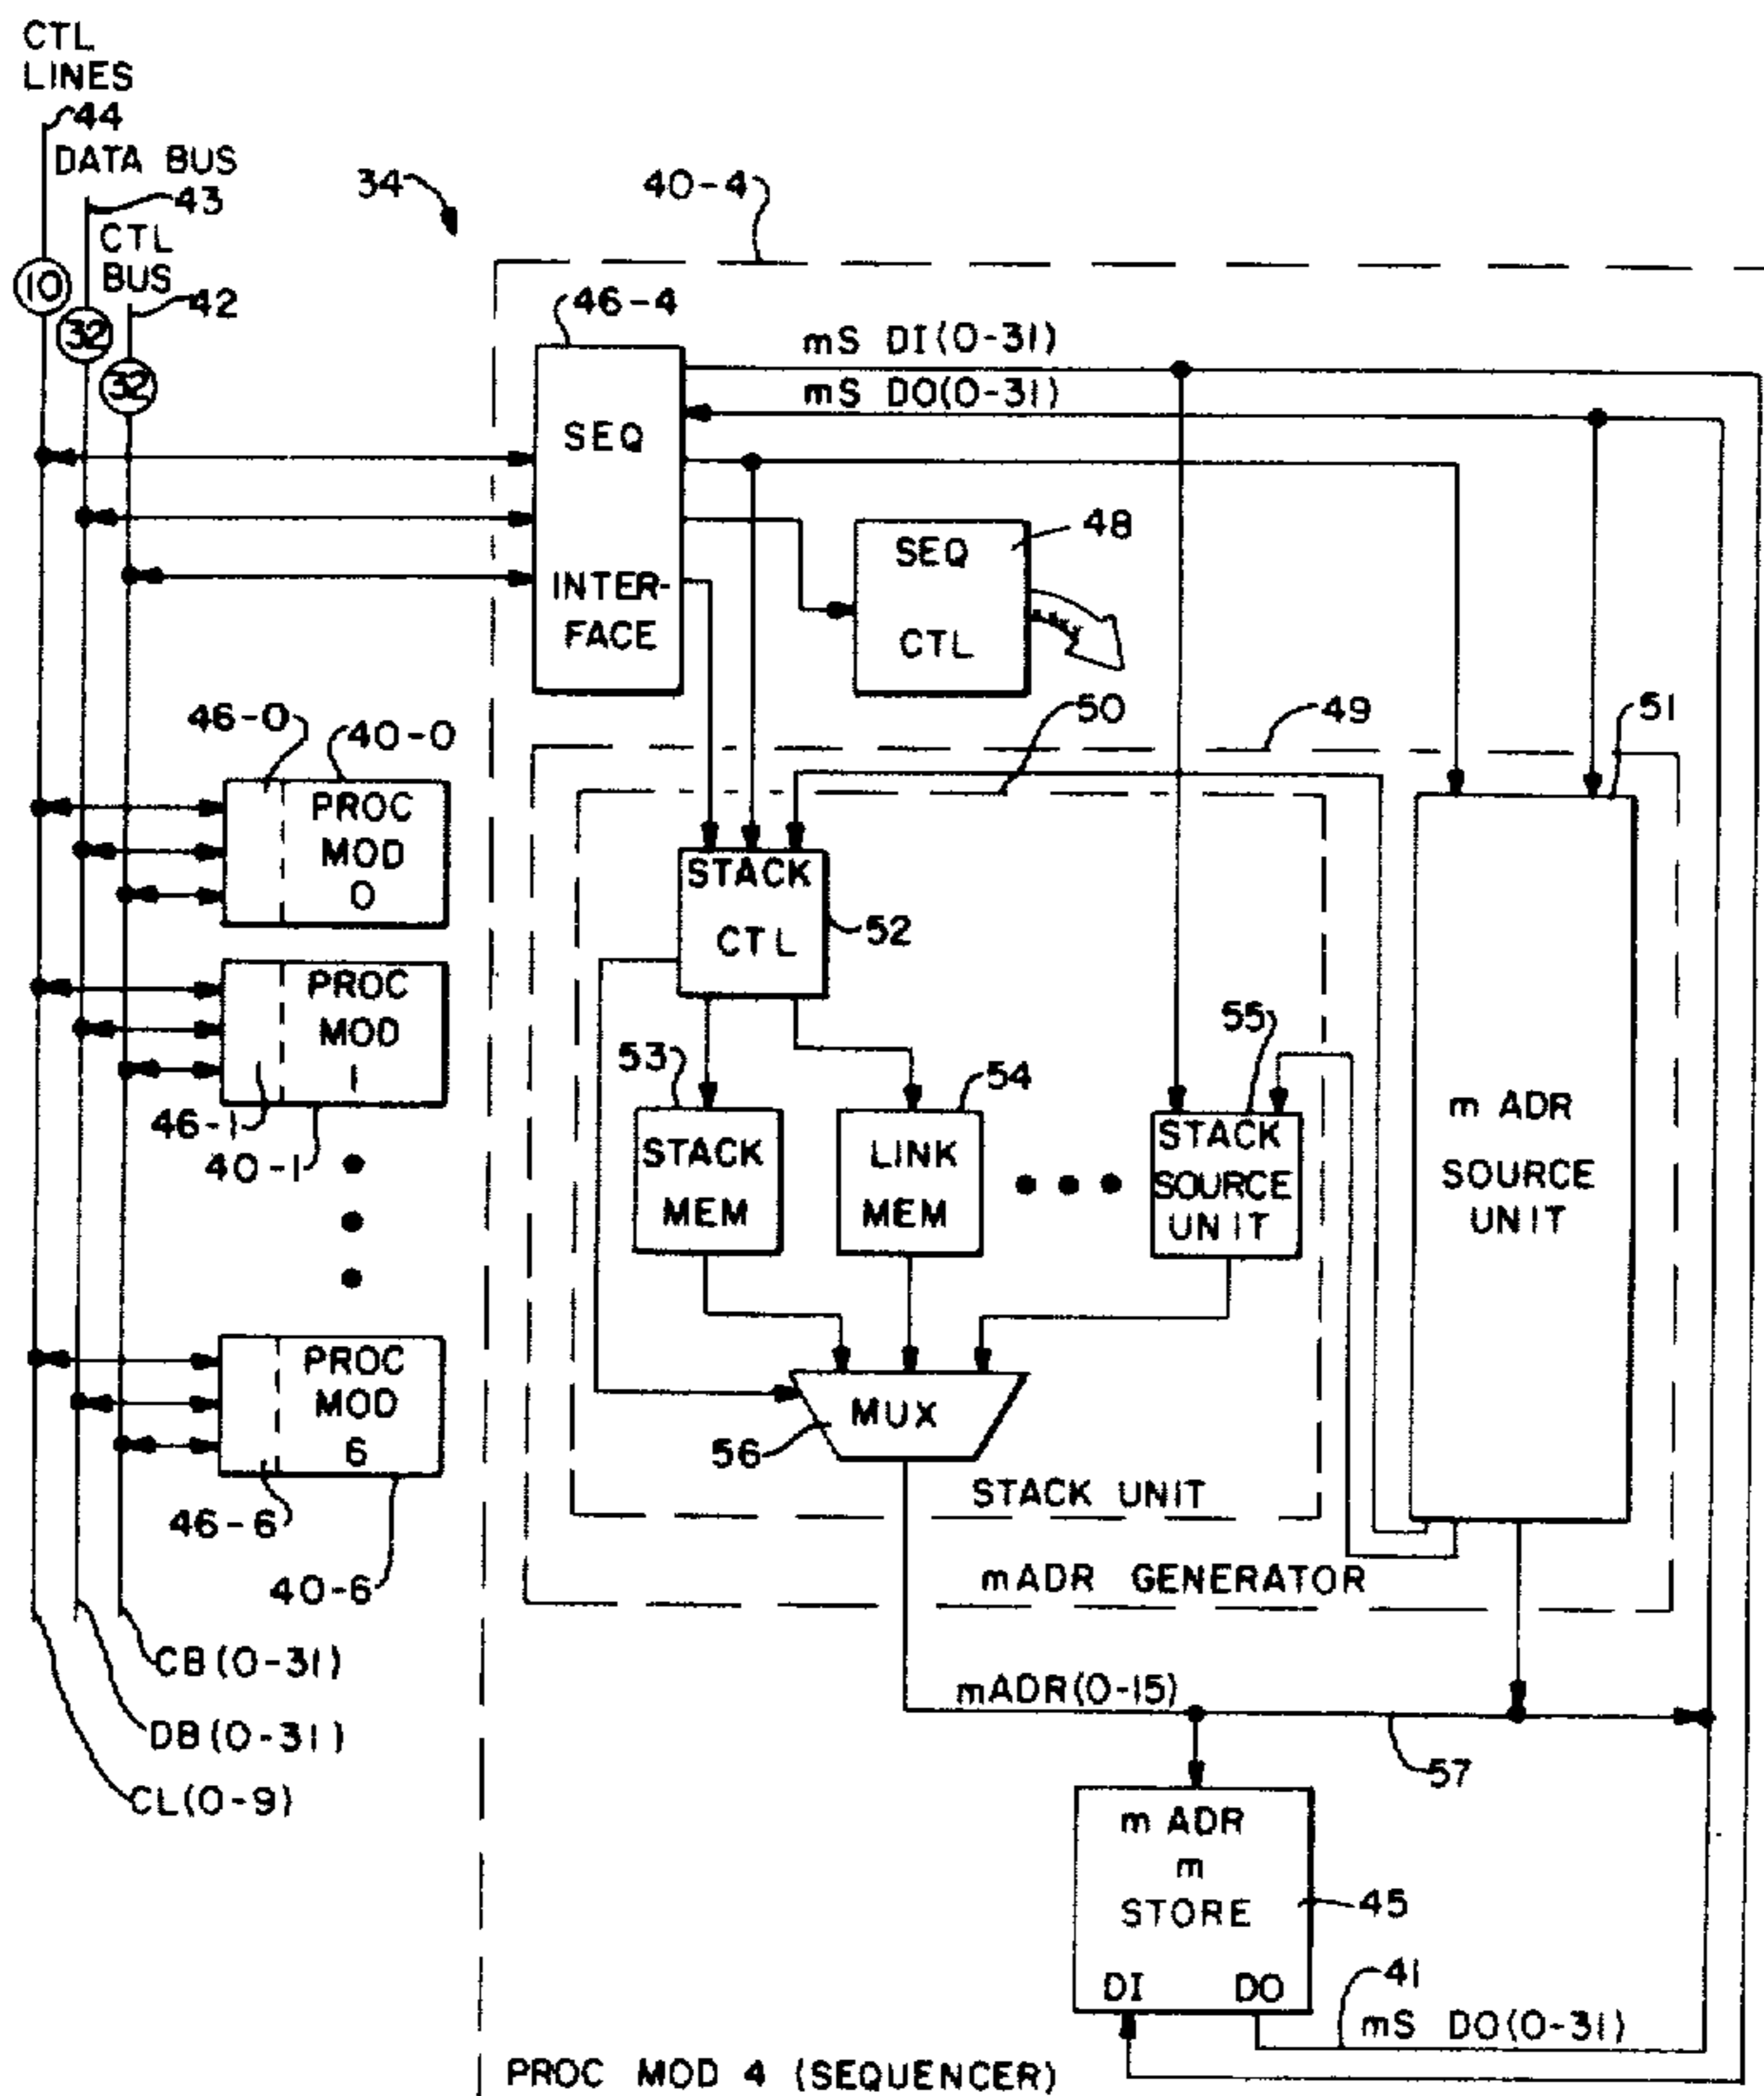 CTL
LINES
44
DATA BUS
43
CTL
BUS
42
10
32
32
34
40-4
46-4
SEQ
INTER-
FACE
mS DI(0-31)
mS DO(0-31)
SEQ
CTL
48
50
49
51
46-0
40-0
PROC
MOD
0
PROC
MOD
1
46-1
40-1
PROC
MOD
6
46-6
40-6
CB(0-31)
DB(0-31)
CL(0-9)
STACK
CTL
52
53
54
55
STACK
MEM
LINK
MEM
STACK
SOURCE
UNIT
m ADR
SOURCE
UNIT
MUX
56
STACK UNIT
mADR GENERATOR
mADR(0-15)
57
m ADR
m
STORE
45
DI
DO
41
mS DO(0-31)
PROC MOD 4 (SEQUENCER)